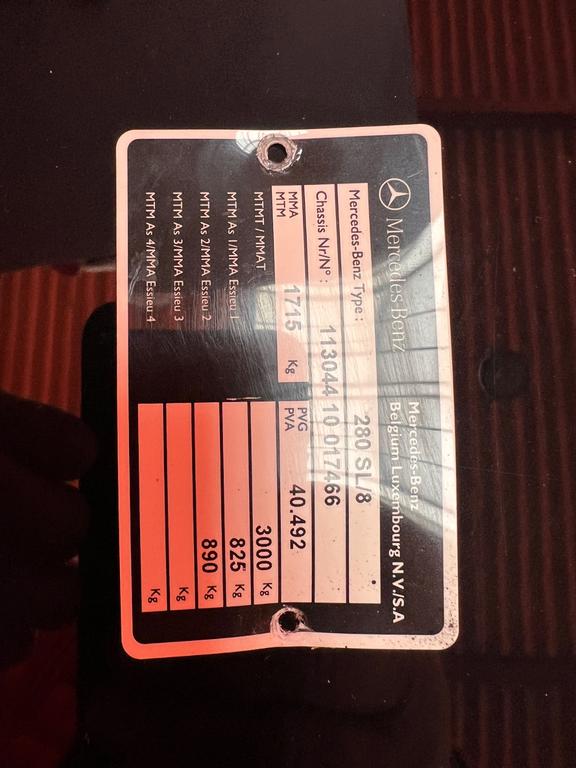 Mercedes-Benz
Mercedes-Benz
Belgium Luxembourg N.V./S.A
Mercedes-Benz Type : 280 SL/8
Chassis Nr/N° : 113044 10 017466
MMA
MTM 1715 Kg
PVG
PVA 40.492
MTMT / MMAT 3000 Kg
MTM As 1/MMA Essieu 1 825 Kg
MTM As 2/MMA Essieu 2 890 Kg
MTM As 3/MMA Essieu 3 Kg
MTM As 4/MMA Essieu 4 Kg